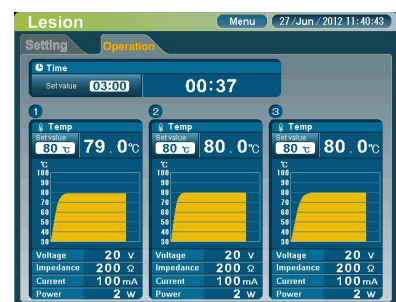 Lesion Menu 27/Jun/2012 11:40:43
Setting Operation
Time
Set value 03:00 00:37
1 2 3
Temp Temp Temp
Set value Set value Set value
80 ℃ 79.0℃ 80 ℃ 80.0℃ 80 ℃ 80.0℃
℃ ℃ ℃
100 100 100
90 90 90
80 80 80
70 70 70
60 60 60
50 50 50
40 40 40
30 30 30
Voltage 20 V Voltage 20 V Voltage 20 V
Impedance 200 Ω Impedance 200 Ω Impedance 200 Ω
Current 100 mA Current 100 mA Current 100 mA
Power 2 W Power 2 W Power 2 W